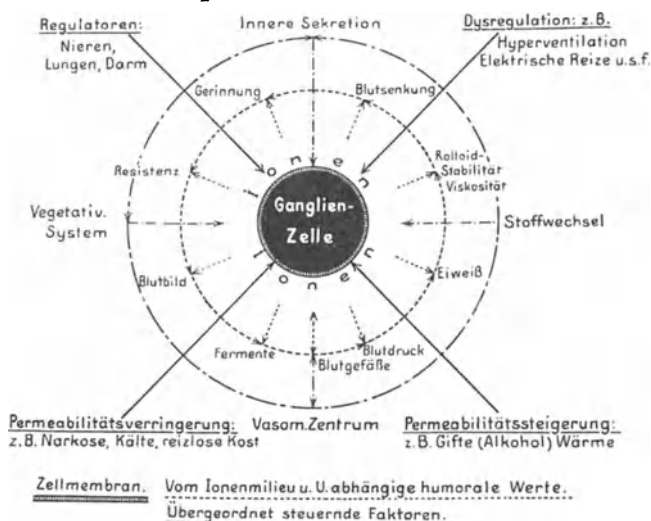 Regulatoren:
Nieren,
Lungen, Darm
Innere Sekretion
Dysregulation: z.B.
Hyperventilation
Elektrische Reize u.s.f.
Gerinnung
Blutsenkung
Resistenz
Kolloid-
Stabilität
Viskosität
Ionen
Ganglien-
Zelle
Vegetativ.
System
Stoffwechsel
Ionen
Blutbild
Eiweiß
Fermente
Blutdruck
Blutgefäße
Permeabilitätsverringerung:
z.B. Narkose, Kälte, reizlose Kost
Vasom. Zentrum
Permeabilitätssteigerung:
z.B. Gifte (Alkohol) Wärme
Zellmembran.
Vom Ionenmilieu u. U. abhängige humorale Werte.
Übergeordnet steuernde Faktoren.